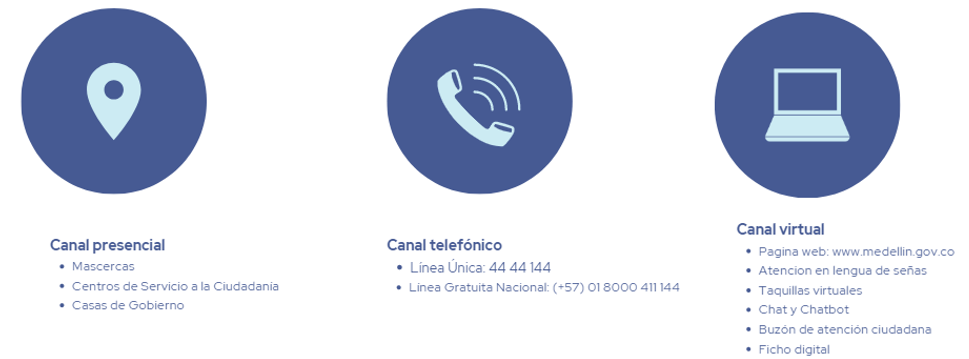 Canal presencial
Mascercas
Centros de Servicio a la Ciudadanía
Casas de Gobierno
Canal telefónico
Línea Única: 44 44 144
Línea Gratuita Nacional: (+57) 01 8000 411 144
Canal virtual
Pagina web: www.medellin.gov.co
Atencion en lengua de señas
Taquillas virtuales
Chat y Chatbot
Buzón de atención ciudadana
Ficho digital